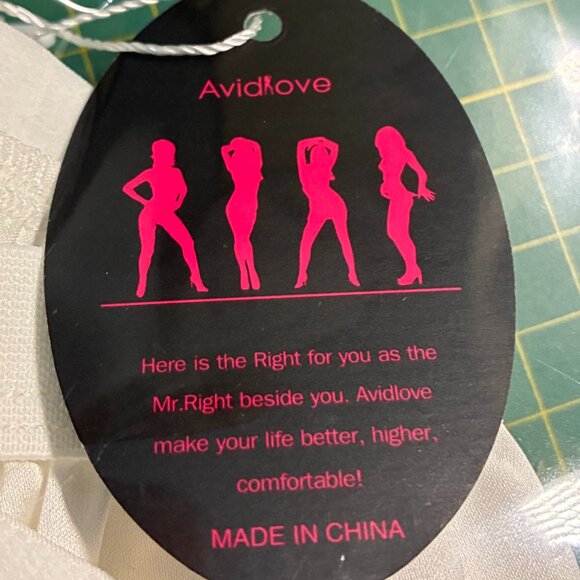 Avidlove
Here is the Right for you as the
Mr.Right beside you. Avidlove
make your life better, higher,
comfortable!
MADE IN CHINA